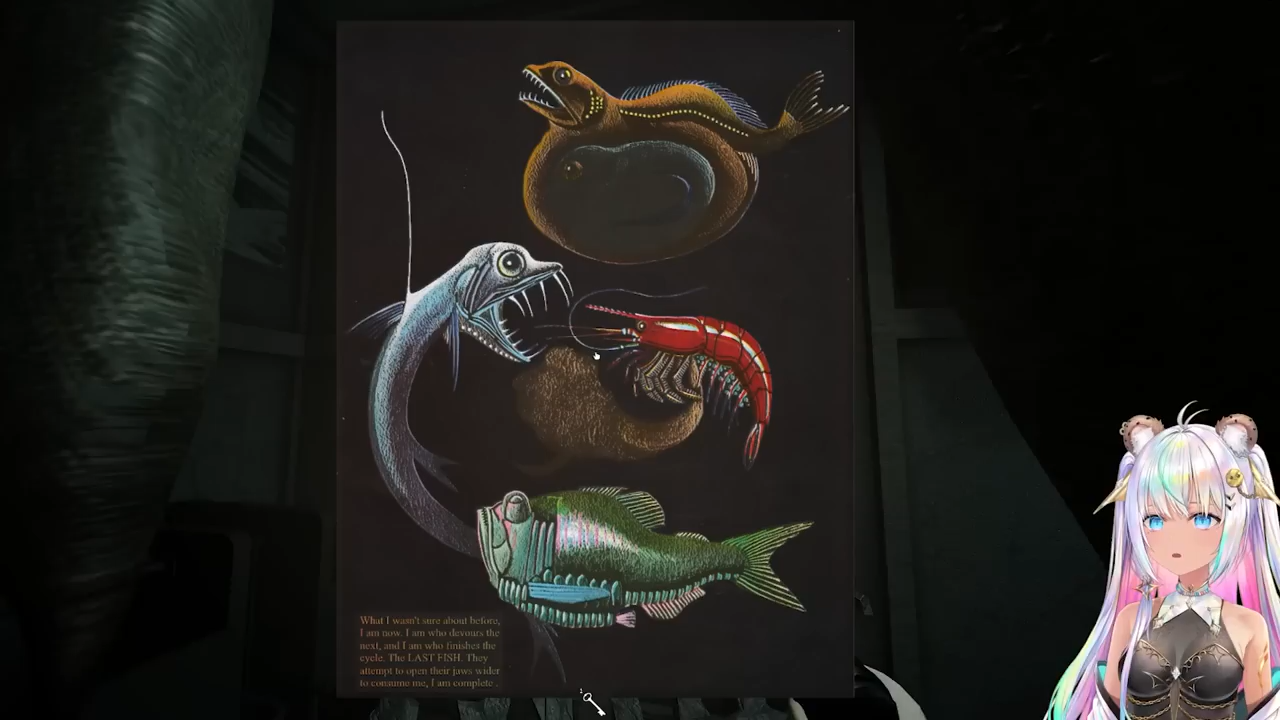 What I wasn't sure about before,
I am now. I am who devours the
next, and I am who finishes the
cycle. The LAST FISH. They
attempt to open their jaws wider
to consume me, I am complete .
1